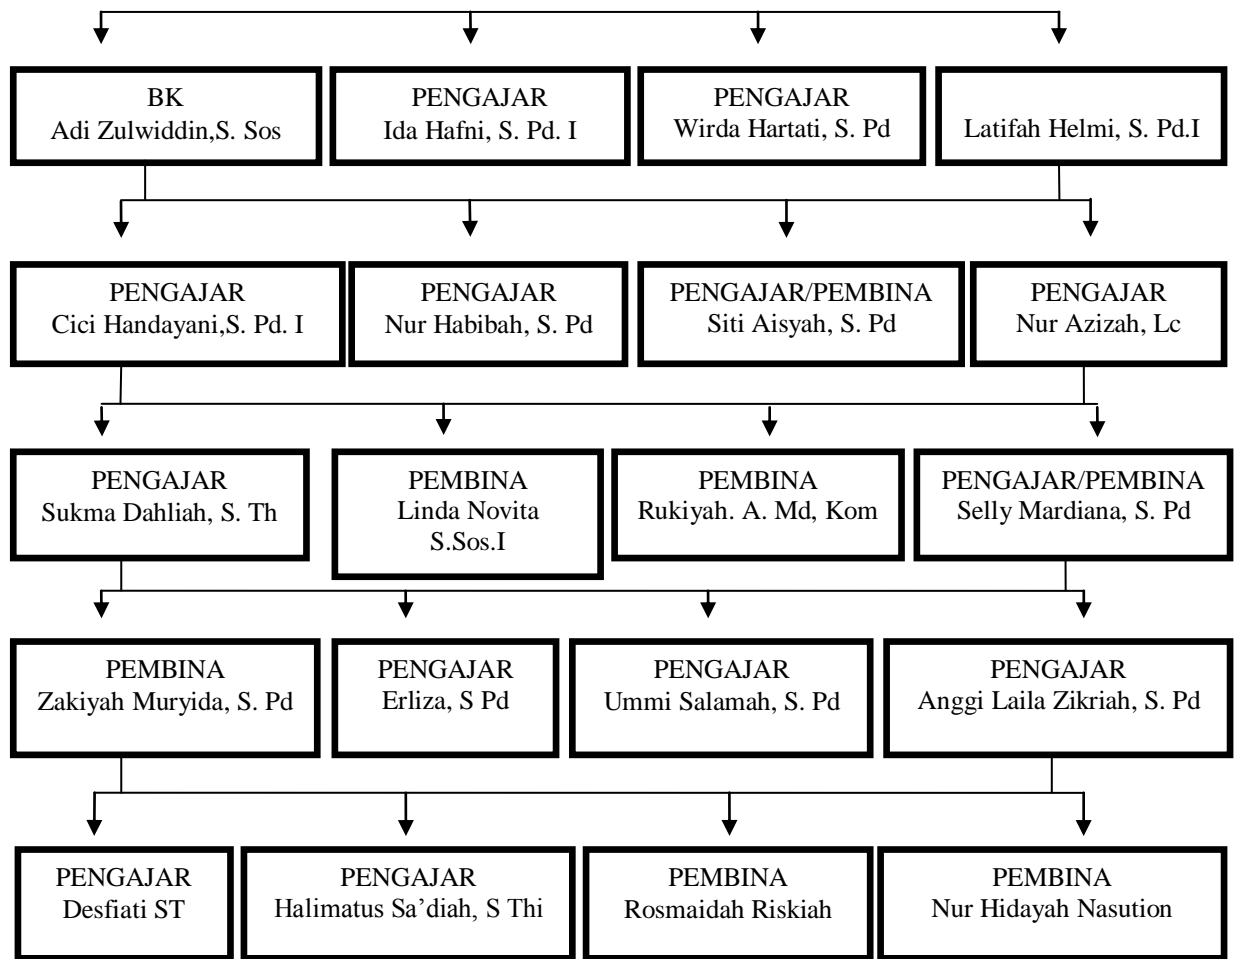 BK
Adi Zulwiddin,S. Sos
PENGAJAR
Ida Hafni, S. Pd. I
PENGAJAR
Wirda Hartati, S. Pd
Latifah Helmi, S. Pd.I
PENGAJAR
Cici Handayani,S. Pd. I
PENGAJAR
Nur Habibah, S. Pd
PENGAJAR/PEMBINA
Siti Aisyah, S. Pd
PENGAJAR
Nur Azizah, Lc
PENGAJAR
Sukma Dahliah, S. Th
PEMBINA
Linda Novita
S.Sos.I
PEMBINA
Rukiyah. A. Md, Kom
PENGAJAR/PEMBINA
Selly Mardiana, S. Pd
PEMBINA
Zakiyah Muryida, S. Pd
PENGAJAR
Erliza, S Pd
PENGAJAR
Ummi Salamah, S. Pd
PENGAJAR
Anggi Laila Zikriah, S. Pd
PENGAJAR
Desfiati ST
PENGAJAR
Halimatus Sa’diah, S Thi
PEMBINA
Rosmaidah Riskiah
PEMBINA
Nur Hidayah Nasution